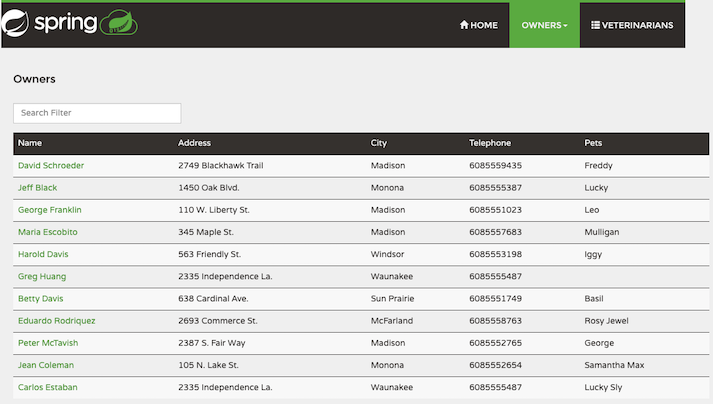 spring HOME OWNERS VETERINARIANS
Owners
Search Filter
Name Address City Telephone Pets
David Schroeder 2749 Blackhawk Trail Madison 6085559435 Freddy
Jeff Black 1450 Oak Blvd. Monona 6085555387 Lucky
George Franklin 110 W. Liberty St. Madison 6085551023 Leo
Maria Escobito 345 Maple St. Madison 6085557683 Mulligan
Harold Davis 563 Friendly St. Windsor 6085553198 Iggy
Greg Huang 2335 Independence La. Waunakee 6085555487
Betty Davis 638 Cardinal Ave. Sun Prairie 6085551749 Basil
Eduardo Rodriquez 2693 Commerce St. McFarland 6085558763 Rosy Jewel
Peter McTavish 2387 S. Fair Way Madison 6085552765 George
Jean Coleman 105 N. Lake St. Monona 6085552654 Samantha Max
Carlos Estaban 2335 Independence La. Waunakee 6085555487 Lucky Sly